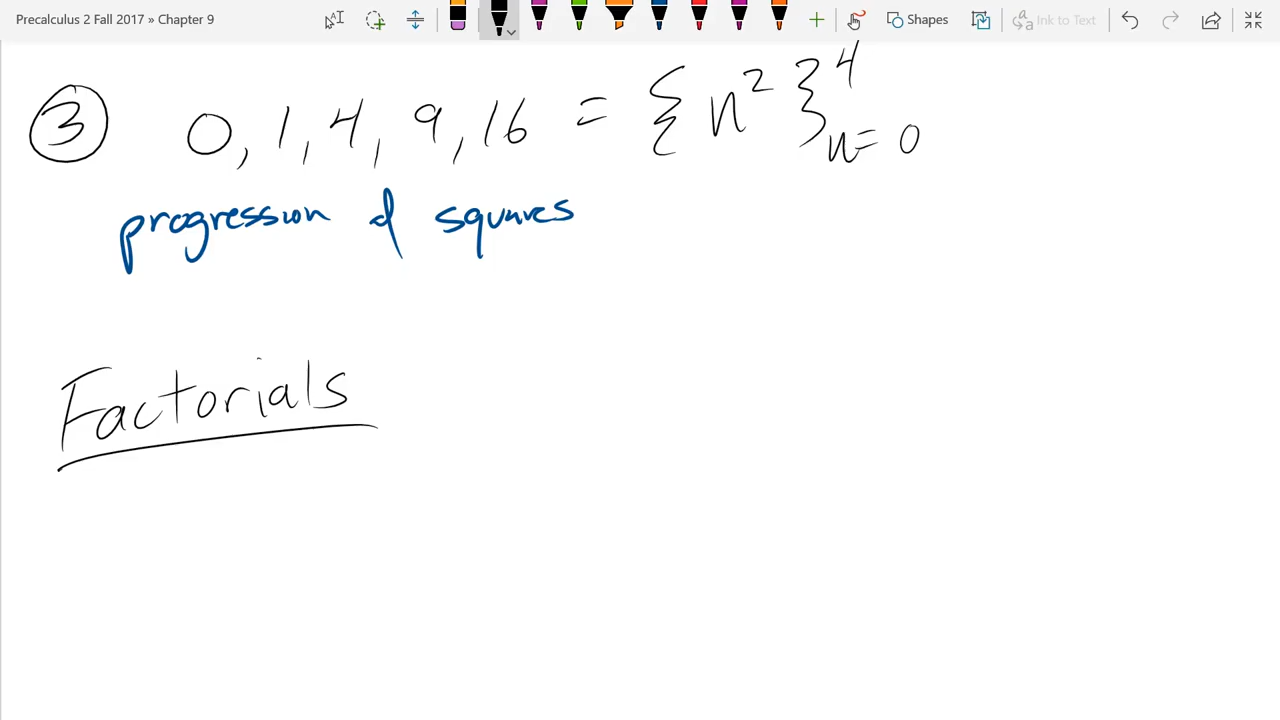 Precalculus 2 Fall 2017 » Chapter 9
Shapes
Ink to Text
③ 0, 1, 4, 9, 16 = { n² }⁴ₙ₌₀
progression of squares
Factorials